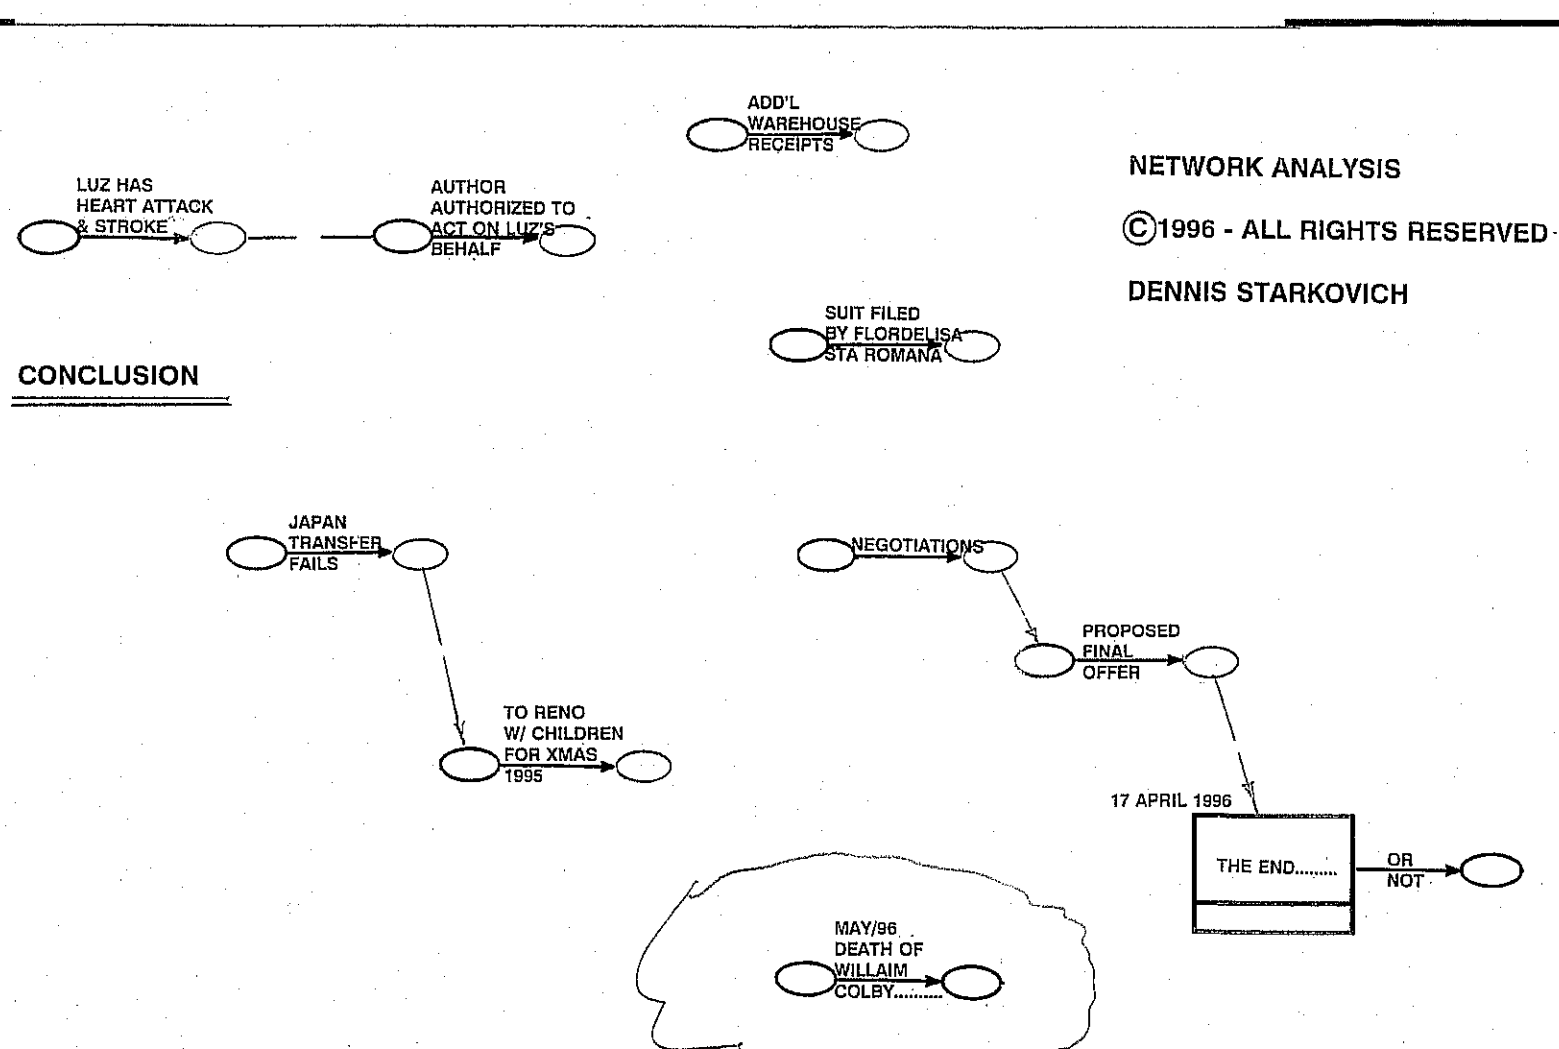 ADD'L
WAREHOUSE
RECEIPTS
NETWORK ANALYSIS
©1996 - ALL RIGHTS RESERVED
DENNIS STARKOVICH
LUZ HAS
HEART ATTACK
& STROKE
AUTHOR
AUTHORIZED TO
ACT ON LUZ'S
BEHALF
SUIT FILED
BY FLORDELISA
STA ROMANA
CONCLUSION
JAPAN
TRANSFER
FAILS
NEGOTIATIONS
PROPOSED
FINAL
OFFER
TO RENO
W/ CHILDREN
FOR XMAS
1995
17 APRIL 1996
THE END.........
OR
NOT
MAY/96
DEATH OF
WILLAIM
COLBY..........